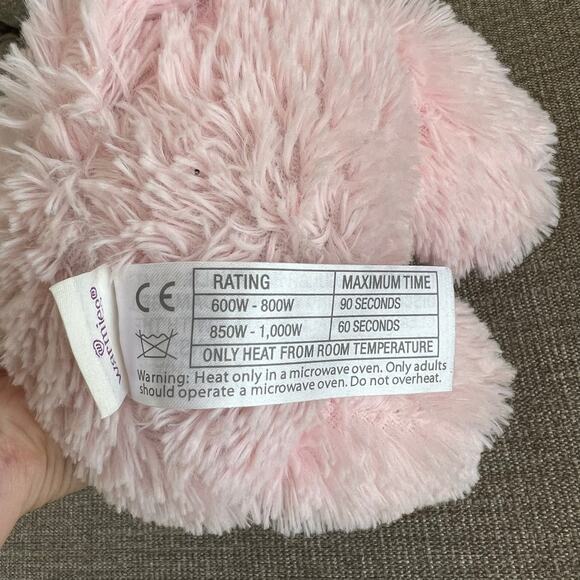 warmies®
CE
RATING MAXIMUM TIME
600W - 800W 90 SECONDS
850W - 1,000W 60 SECONDS
ONLY HEAT FROM ROOM TEMPERATURE
Warning: Heat only in a microwave oven. Only adults
should operate a microwave oven. Do not overheat.